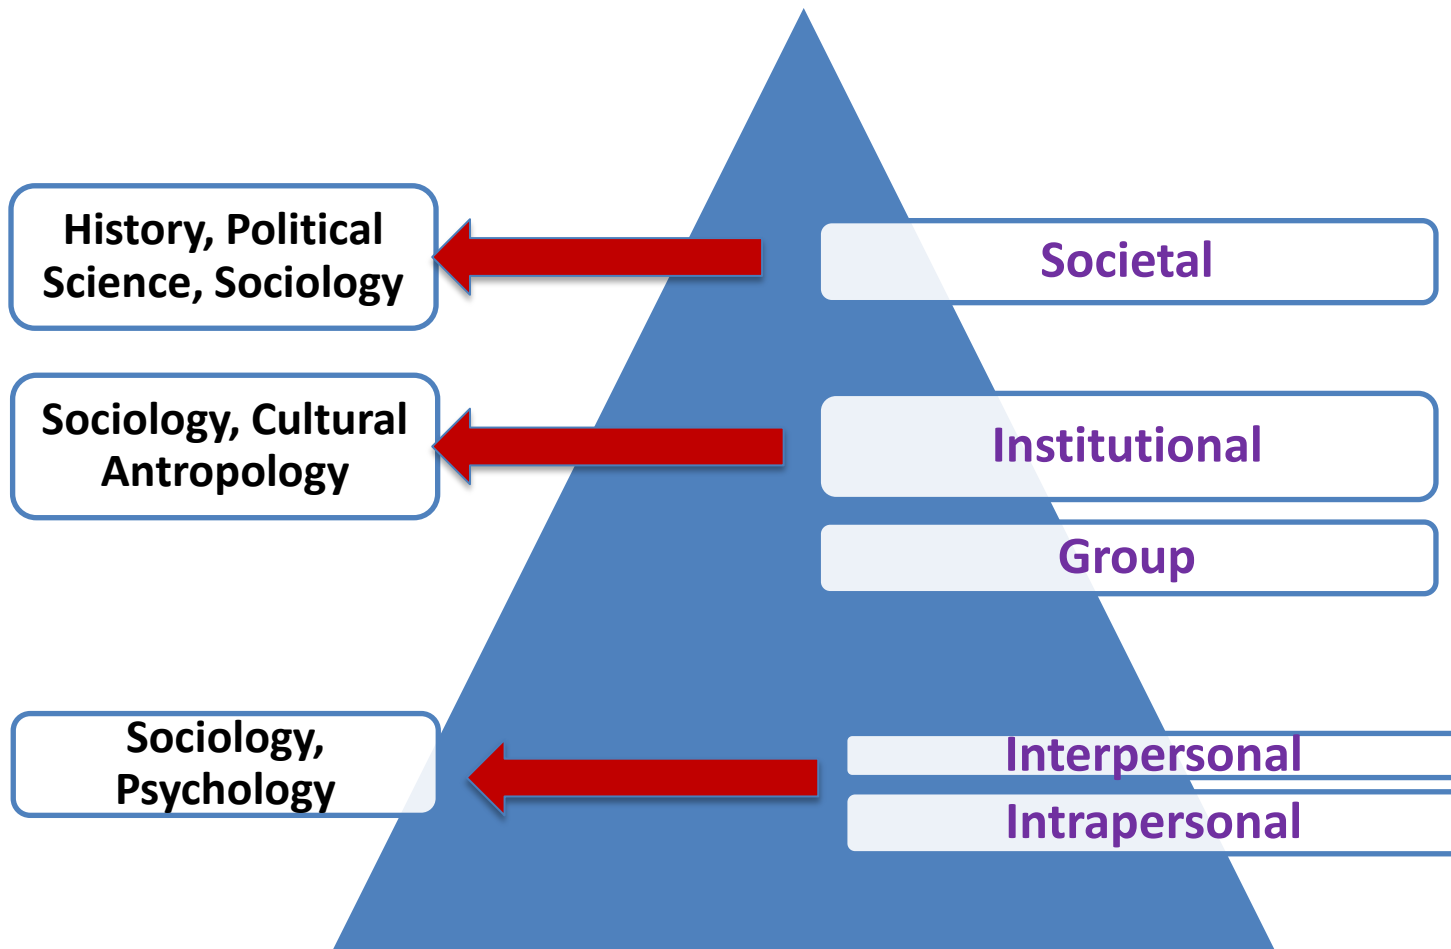 History, Political
Science, Sociology
Societal
Sociology, Cultural
Antropology
Institutional
Group
Sociology,
Psychology
Interpersonal
Intrapersonal